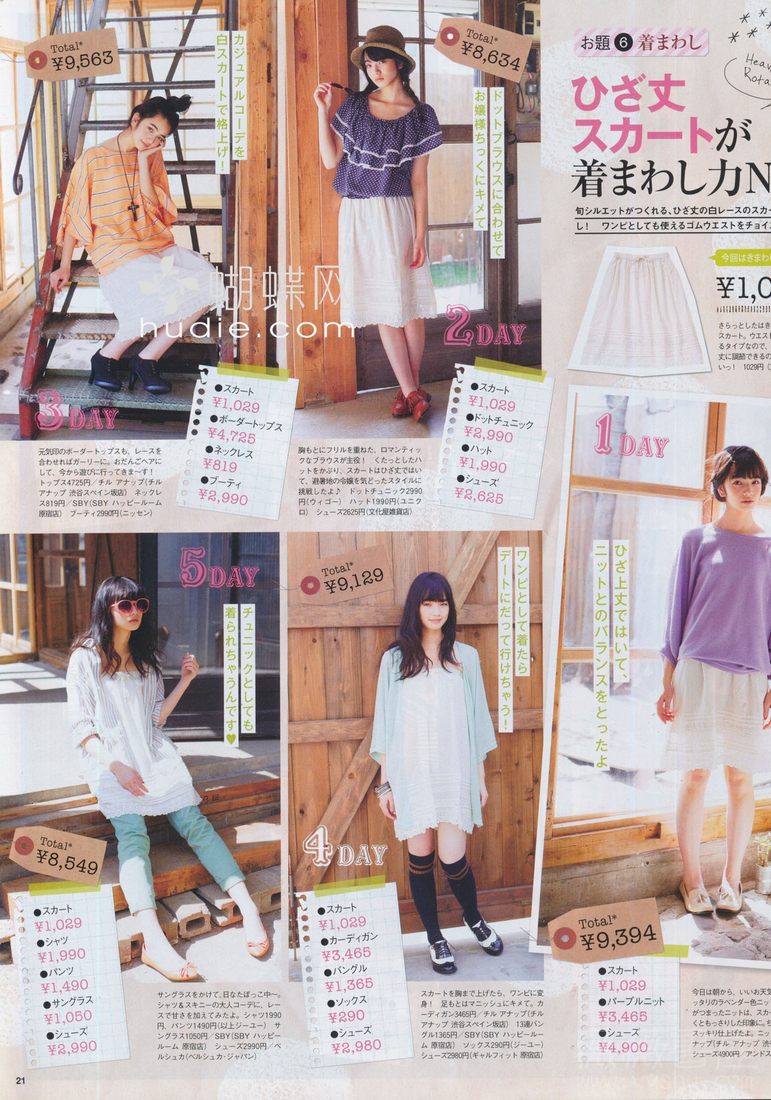 お題6着まわし
Heav
Rota
ひざ丈
スカートが
着まわし力N
旬シルエットがつくれる、ひざ丈の白レースのスカー
し！ ワンピとしても使えるゴムウエストをチョイス
今回はきまわし
¥1,0
さらっとしたはき
スカート。ウエスト
るタイプなので、
丈に調節できるの
いっ! 1029円(
1 DAY
ひざ上丈ではいて、
ニットとのバランスをとったよ
Total*
¥9,394
●スカート
¥1,029
●パープルニット
¥3,465
●シューズ
¥4,900
今日は朝から、いいお天気
ッタリのラベンダー色ニッ
がつまったニットは、スカー
くともっさりした印象に。
スッキリ仕上げたよ。ニッ
アナップ(チル アナップ 渋
シューズ4900円/アンドス
Total*
¥8,634
ドットブラウスに合わせて
お嬢様ちっくにキメて
2 DAY
●スカート
¥1,029
●ドットチュニック
¥2,990
●ハット
¥1,990
●シューズ
¥2,625
胸もとにフリルを重ねた、ロマンティッ
クなブラウスが主役！ くたっとしたハ
ットをかぶり、スカートはひざ丈ではい
て、避暑地の令嬢を気どったスタイルに
挑戦したよ♪ ドットチュニック2990
円(ウィゴー) ハット1990円(ユニク
ロ) シューズ2625円(文化屋雑貨店)
Total*
¥9,563
カジュアルコーデを
白スカートで格上げ！
3 DAY
●スカート
¥1,029
●ボーダートップス
¥4,725
●ネックレス
¥819
●ブーティ
¥2,990
元気印のボーダートップスも、レースを
合わせればガーリーに。おだんごヘアに
して、今から遊びに行ってきま〜す！
トップス4725円/チル アナップ(チル
アナップ 渋谷スペイン坂店) ネックレ
ス819円/SBY(SBY ハッピールーム
原宿店) ブーティ2990円(ニッセン)
蝴蝶网
hudie.com
Total*
¥9,129
ワンピとして着たら
デートにだって行けちゃう！
4 DAY
●スカート
¥1,029
●カーディガン
¥3,465
●バングル
¥1,365
●ソックス
¥290
●シューズ
¥2,980
スカートを胸まで上げたら、ワンピに変
身！ 足もとはマニッシュにキメて。カ
ーディガン3465円/チル アナップ(チル
アナップ 渋谷スペイン坂店) 13連バン
グル1365円/SBY(SBY ハッピールー
ム 原宿店) ソックス290円(ジーユー)
シューズ2980円(ギャルフィット 原宿店)
5 DAY
チュニックとしても
着られちゃうんです♥
Total*
¥8,549
●スカート
¥1,029
●シャツ
¥1,990
●パンツ
¥1,490
●サングラス
¥1,050
●シューズ
¥2,990
サングラスをかけて、日なたぼっこ中〜。
シャツ&スキニーの大人コーデに、レー
スで甘さを加えてみたよ。シャツ1990
円、パンツ1490円(以上ジーユー) サ
ングラス1050円/SBY(SBY ハッピー
ルーム 原宿店) シューズ2990円/ベ
ルシュカ(ベルシュカ・ジャパン)
21